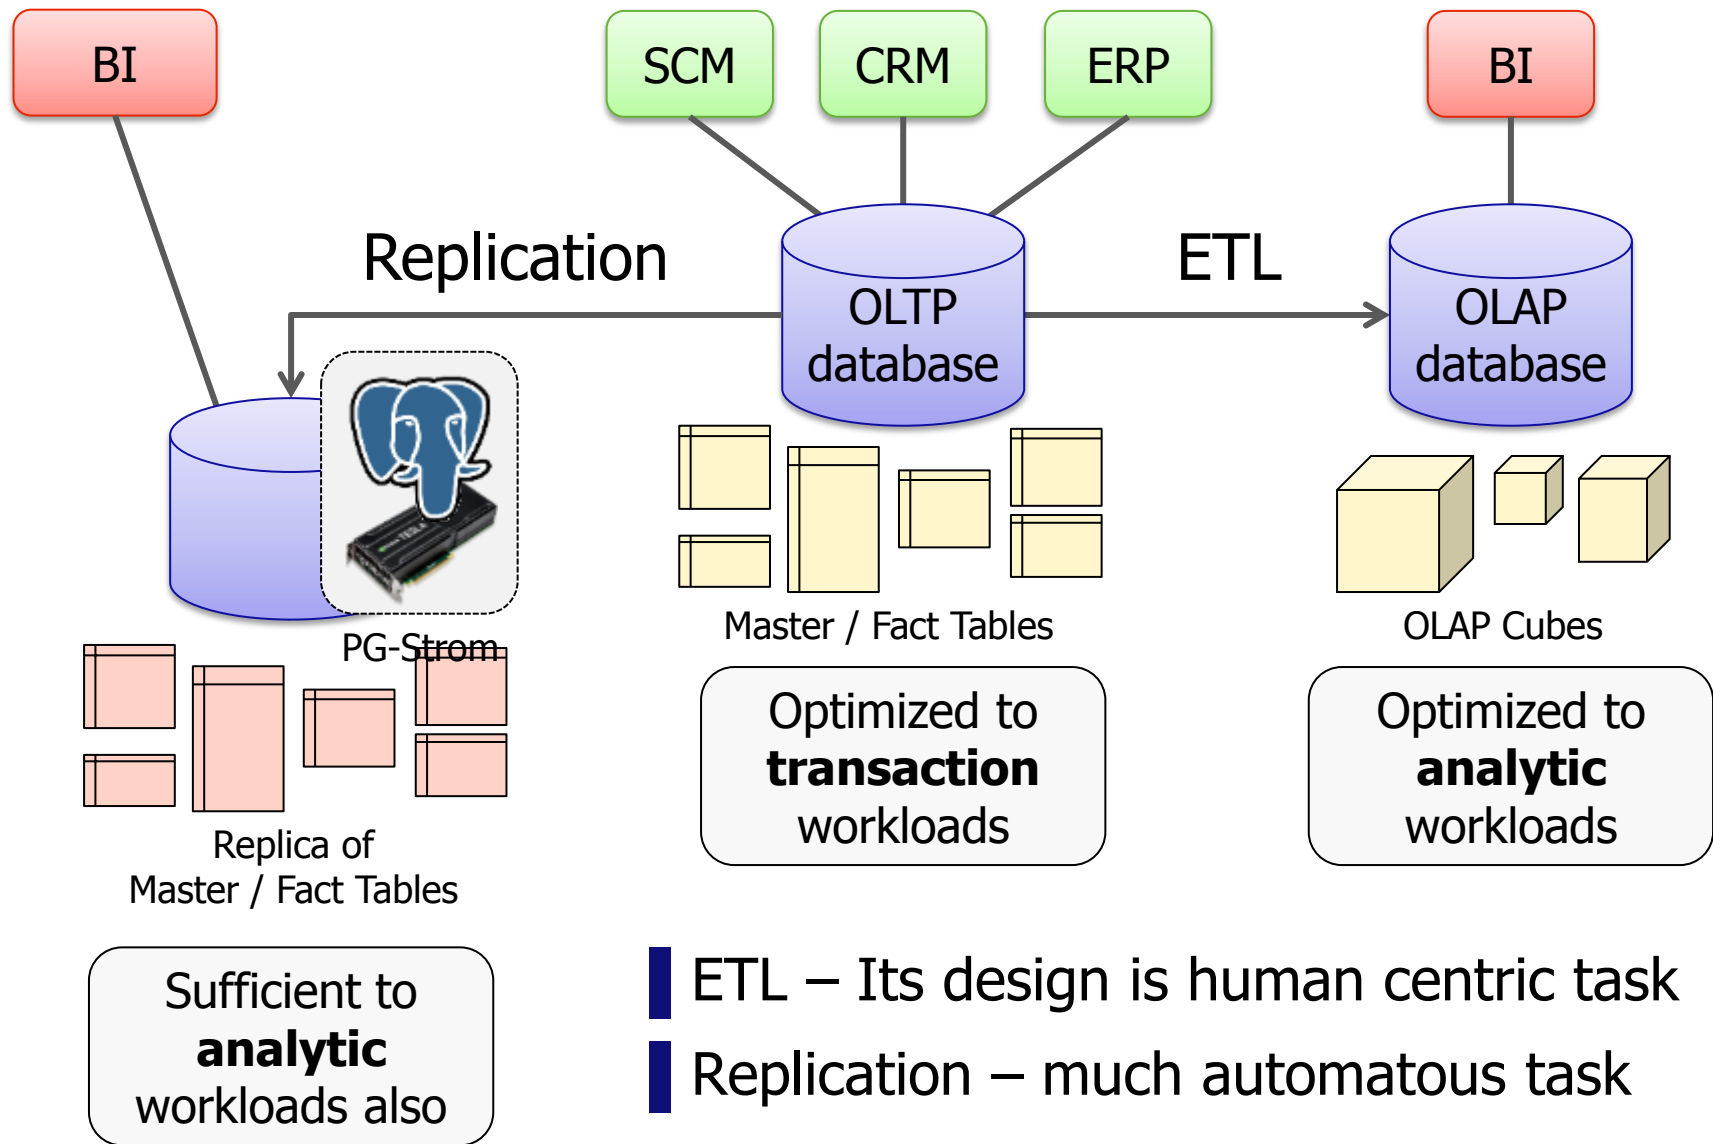 BI
SCM
CRM
ERP
BI
Replication
ETL
OLTP
database
OLAP
database
TESLA
PG-Strom
Master / Fact Tables
OLAP Cubes
Replica of
Master / Fact Tables
Optimized to
transaction
workloads
Optimized to
analytic
workloads
Sufficient to
analytic
workloads also
ETL – Its design is human centric task
Replication – much automatous task